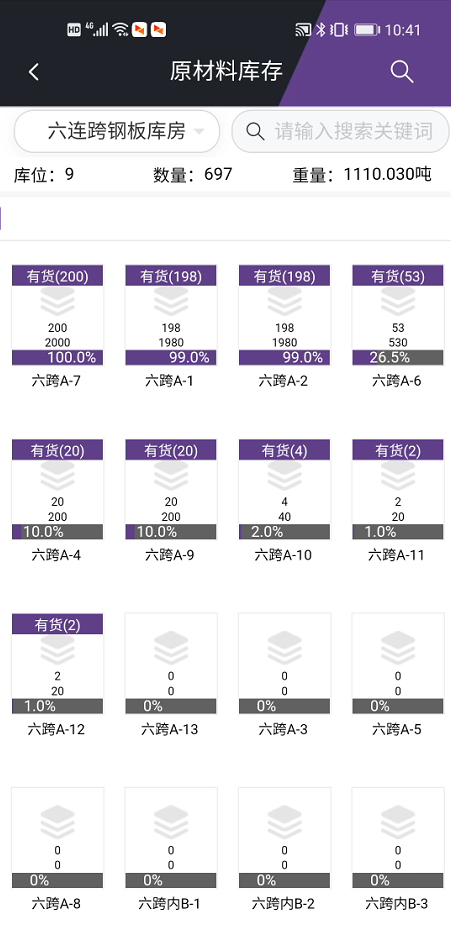 HD 4G 10:41
原材料库存
六连跨钢板库房 请输入搜索关键词
库位：9 数量：697 重量：1110.030吨
有货(200) 有货(198) 有货(198) 有货(53)
200 198 198 53
2000 1980 1980 530
100.0% 99.0% 99.0% 26.5%
六跨A-7 六跨A-1 六跨A-2 六跨A-6
有货(20) 有货(20) 有货(4) 有货(2)
20 20 4 2
200 200 40 20
10.0% 10.0% 2.0% 1.0%
六跨A-4 六跨A-9 六跨A-10 六跨A-11
有货(2)
2 0 0 0
20 0 0 0
1.0% 0% 0% 0%
六跨A-12 六跨A-13 六跨A-3 六跨A-5
0 0 0 0
0 0 0 0
0% 0% 0% 0%
六跨A-8 六跨内B-1 六跨内B-2 六跨内B-3